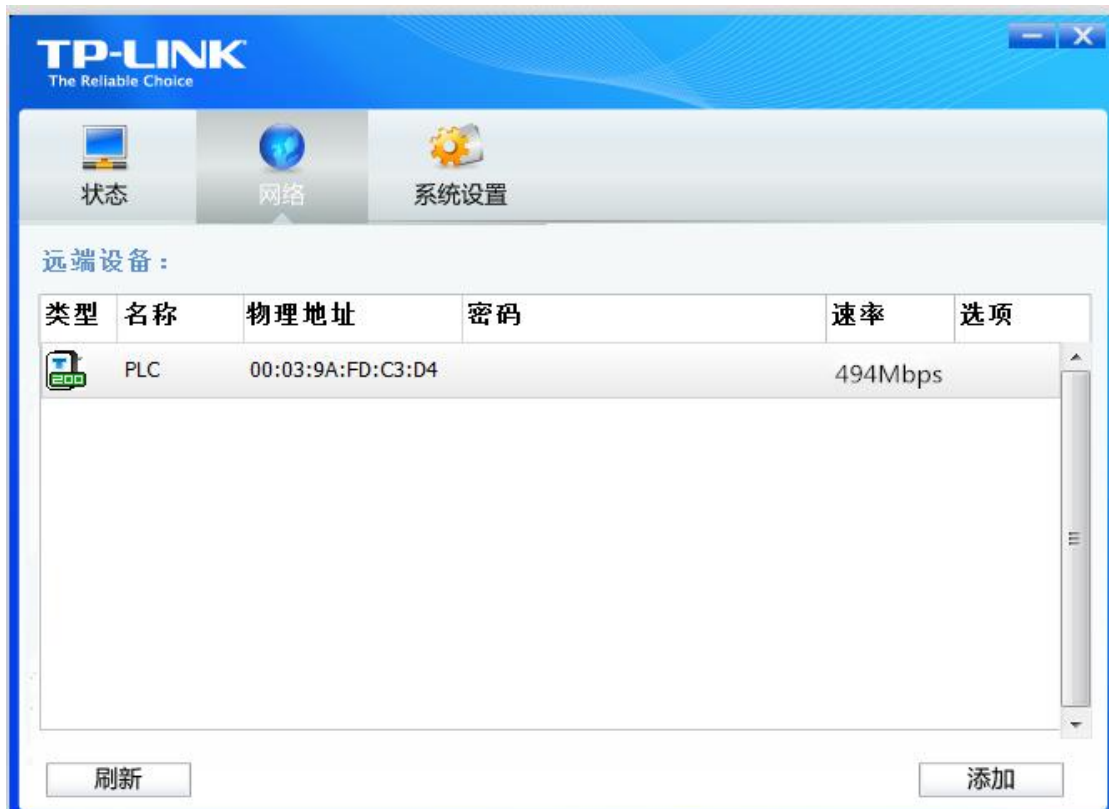 TP-LINK
The Reliable Choice
状态
网络
系统设置
远端设备：
类型 名称 物理地址 密码 速率 选项
PLC 00:03:9A:FD:C3:D4 494Mbps
刷新 添加